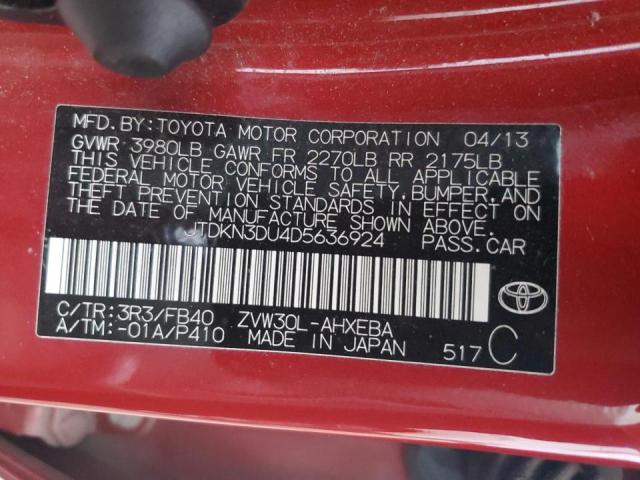 MFD. BY: TOYOTA MOTOR CORPORATION 04/13
GVWR 3980LB GAWR FR 2270LB RR 2175LB
THIS VEHICLE CONFORMS TO ALL APPLICABLE
FEDERAL MOTOR VEHICLE SAFETY, BUMPER, AND
THEFT PREVENTION STANDARDS IN EFFECT ON
THE DATE OF MANUFACTURE SHOWN ABOVE.
JTDKN3DU4D5636924 PASS. CAR
C/TR: 3R3/FB40 ZVW30L-AHXEBA
A/TM: -01A/P410 MADE IN JAPAN 517 C